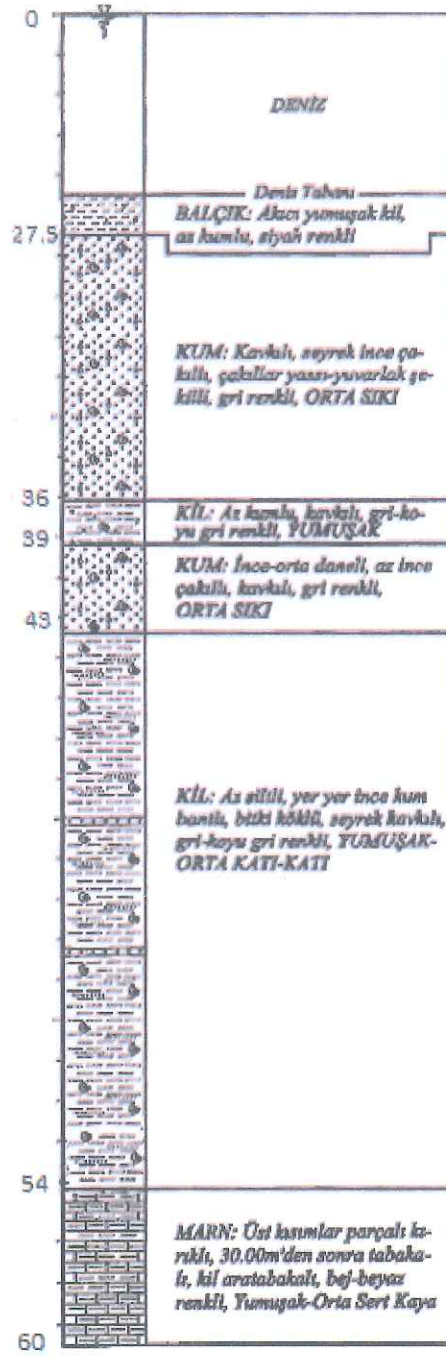 0
DENİZ
Deniz Tabanı
BALÇIK: Akıcı yumuşak kil,
az kumlu, siyah renkli
27.5
KUM: Kavkılı, seyrek ince ça-
kıllı, çakıllar yassı-yuvarlak şe-
killi, gri renkli, ORTA SIKI
36
KİL: Az kumlu, kavkılı, gri-ko-
yu gri renkli, YUMUŞAK
39
KUM: İnce-orta daneli, az ince
çakıllı, kavkılı, gri renkli,
ORTA SIKI
43
KİL: Az siltli, yer yer ince kum
bantlı, bitki köklü, seyrek kavkılı,
gri-koyu gri renkli, YUMUŞAK-
ORTA KATI-KATI
54
MARN: Üst kısımlar parçalı kı-
rıklı, 30.00m'den sonra tabaka-
lı, kil aratabakalı, bej-beyaz
renkli, Yumuşak-Orta Sert Kaya
60